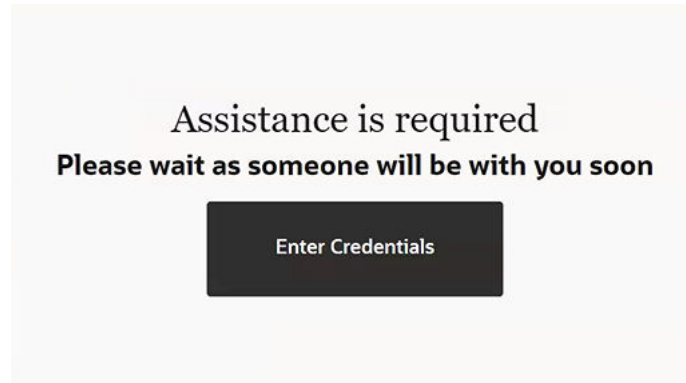 Assistance is required
Please wait as someone will be with you soon
Enter Credentials